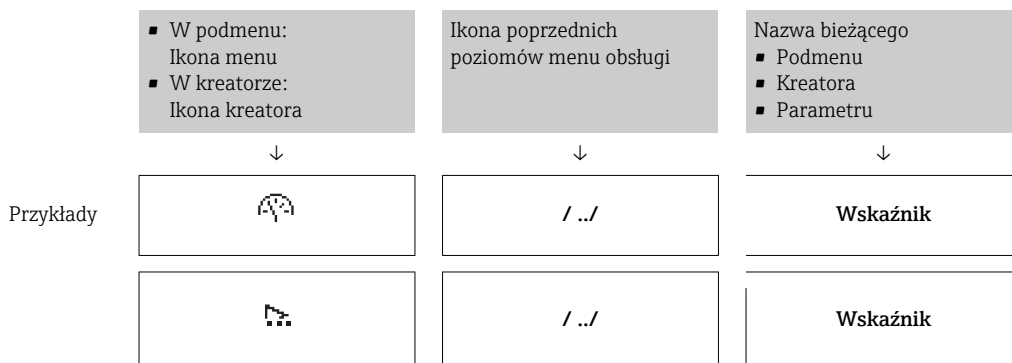 ▪ W podmenu:
Ikona menu
▪ W kreatorze:
Ikona kreatora
Ikona poprzednich
poziomów menu obsługi
Nazwa bieżącego
▪ Podmenu
▪ Kreatora
▪ Parametru
Przykłady
/ ../
Wskaźnik
/ ../
Wskaźnik